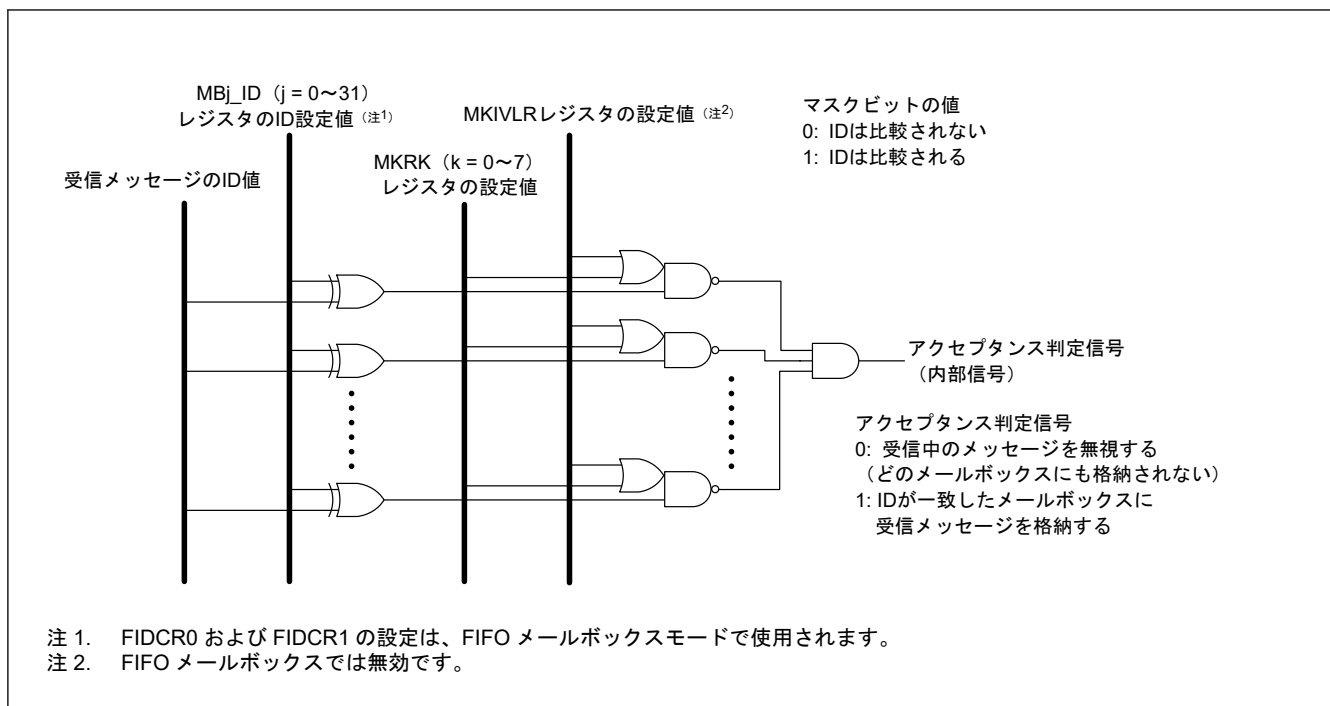 MBj_ID（j = 0～31）
レジスタのID設定値（注1）
MKIVLRレジスタの設定値（注2）
マスクビットの値
0: IDは比較されない
1: IDは比較される
MKRK（k = 0～7）
レジスタの設定値
受信メッセージのID値
アクセプタンス判定信号
（内部信号）
アクセプタンス判定信号
0: 受信中のメッセージを無視する
（どのメールボックスにも格納されない）
1: IDが一致したメールボックスに
受信メッセージを格納する
注 1. FIDCR0 および FIDCR1 の設定は、FIFO メールボックスモードで使用されます。
注 2. FIFO メールボックスでは無効です。